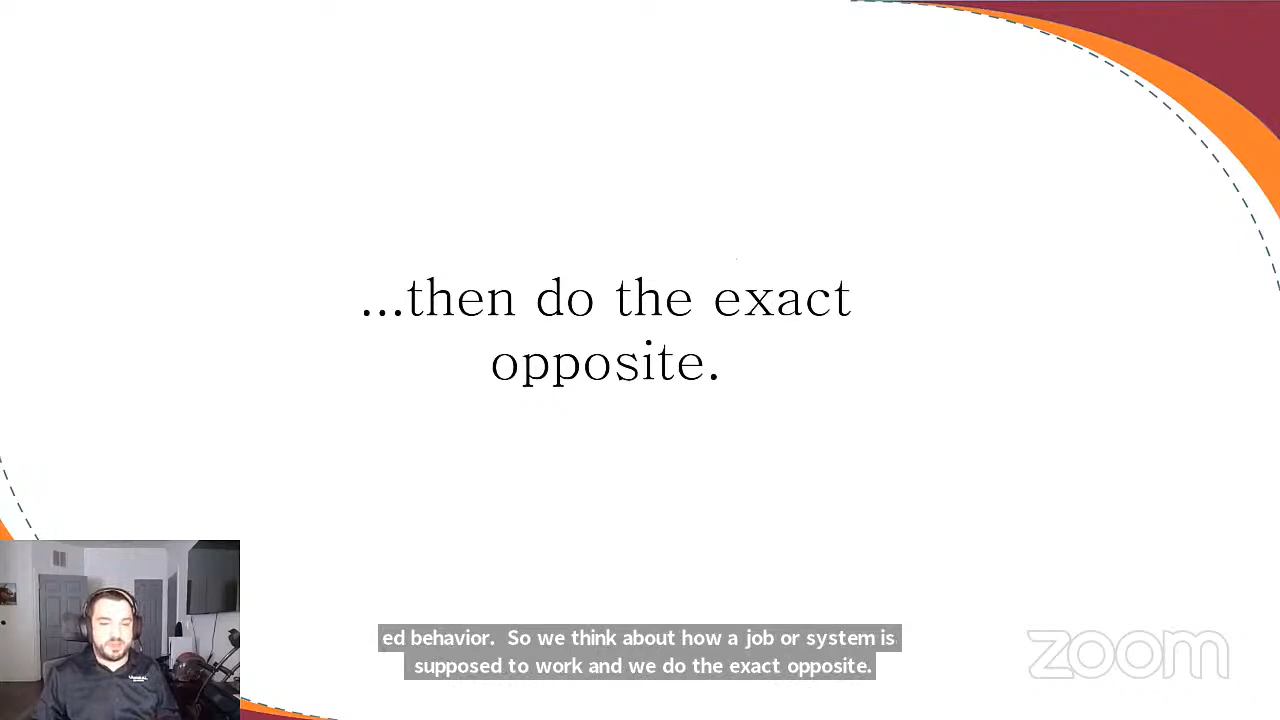 ...then do the exact
opposite.
ed behavior. So we think about how a job or system is
supposed to work and we do the exact opposite.
zoom